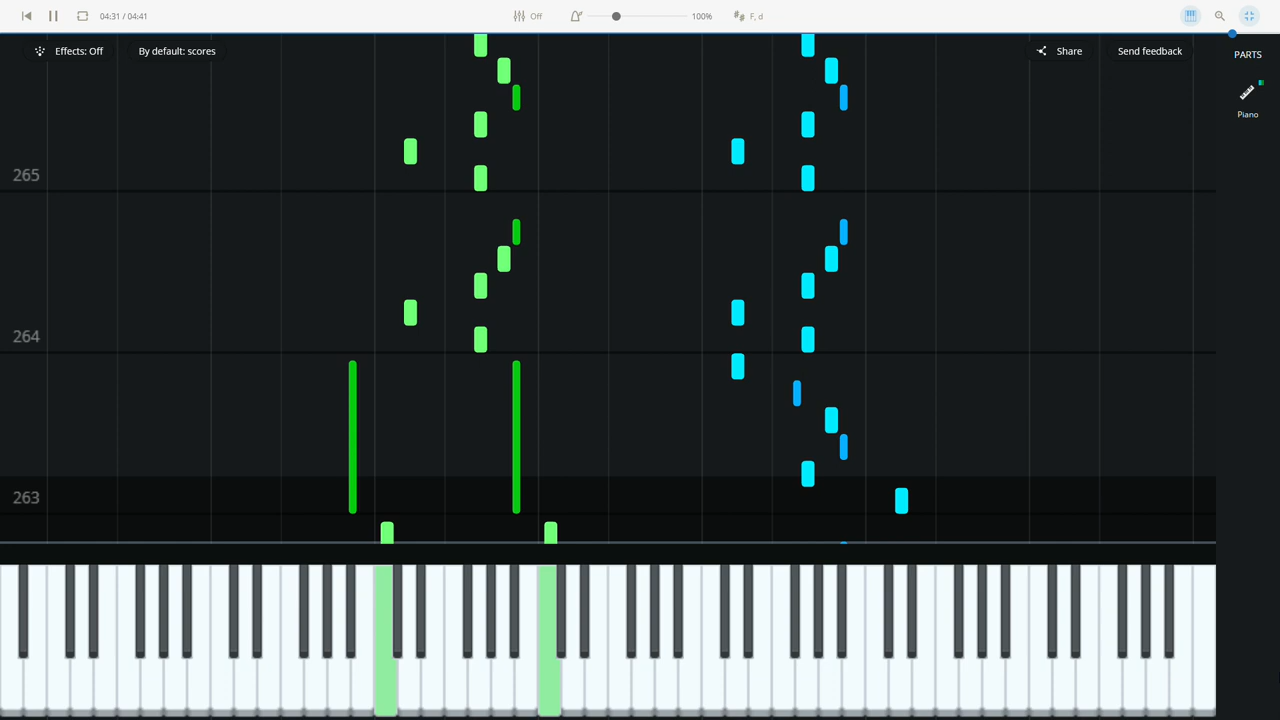 04:31 / 04:41
Off
100%
F, d
Effects: Off
By default: scores
Share
Send feedback
PARTS
Piano
265
264
263